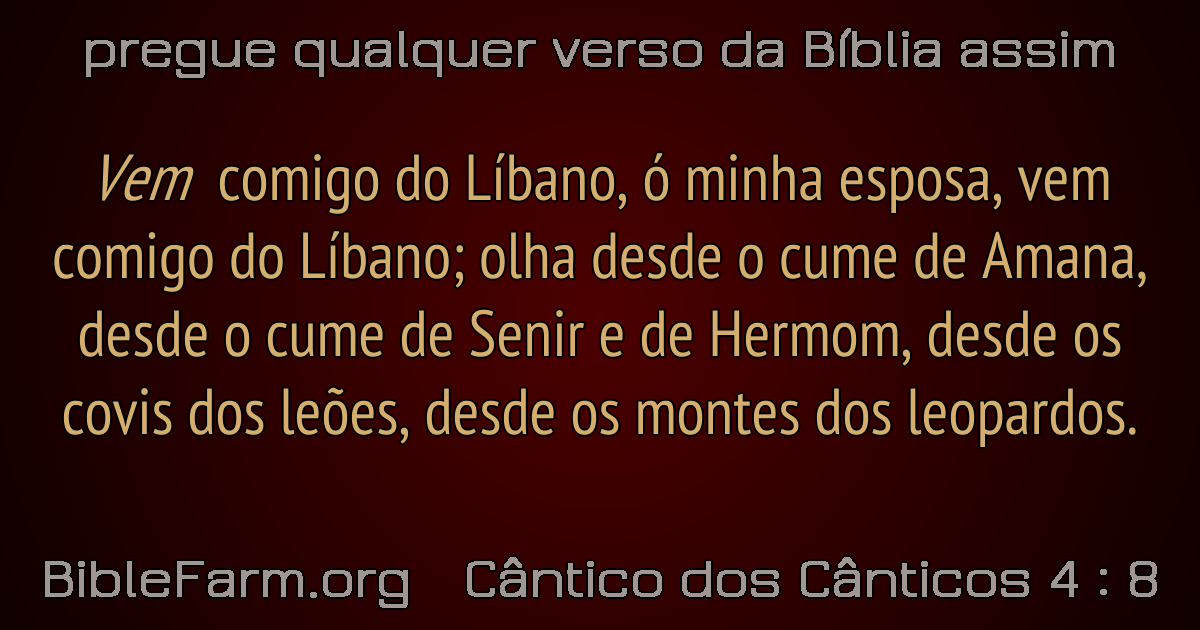 pregue qualquer verso da Bíblia assim
Vem comigo do Líbano, ó minha esposa, vem
comigo do Líbano; olha desde o cume de Amana,
desde o cume de Senir e de Hermom, desde os
covis dos leões, desde os montes dos leopardos.
BibleFarm.org Cântico dos Cânticos 4 : 8